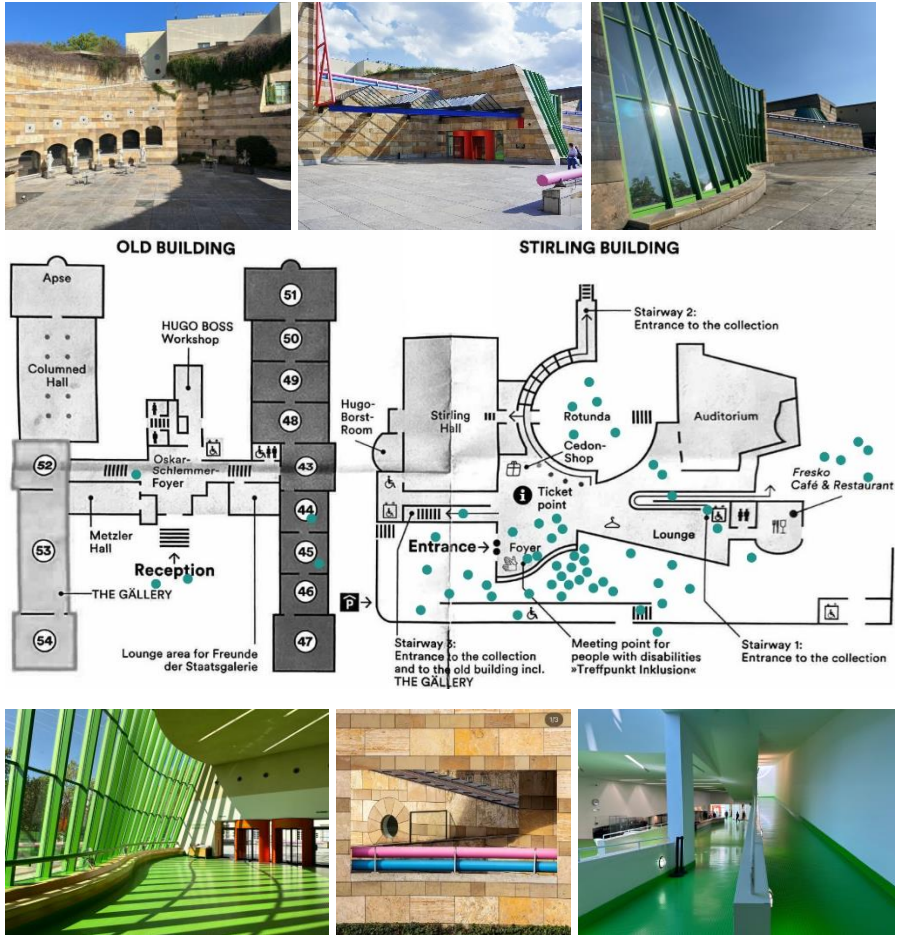 1/3
OLD BUILDING
STIRLING BUILDING
Apse
51
Stairway 2:
Entrance to the collection
HUGO BOSS
Workshop
50
Columned
Hall
49
Hugo-
Borst-
Room
Stirling
Hall
Rotunda
Auditorium
48
Cedon-
Shop
52
Oskar-
Schlemmer-
Foyer
43
Fresko
Café & Restaurant
i
Ticket
point
44
Metzler
Hall
Lounge
Entrance
Foyer
53
45
Reception
THE GÄLLERY
46
P
54
47
Lounge area for Freunde
der Staatsgalerie
Stairway 3:
Entrance to the collection
and to the old building incl.
THE GÄLLERY
Meeting point for
people with disabilities
»Treffpunkt Inklusion«
Stairway 1:
Entrance to the collection